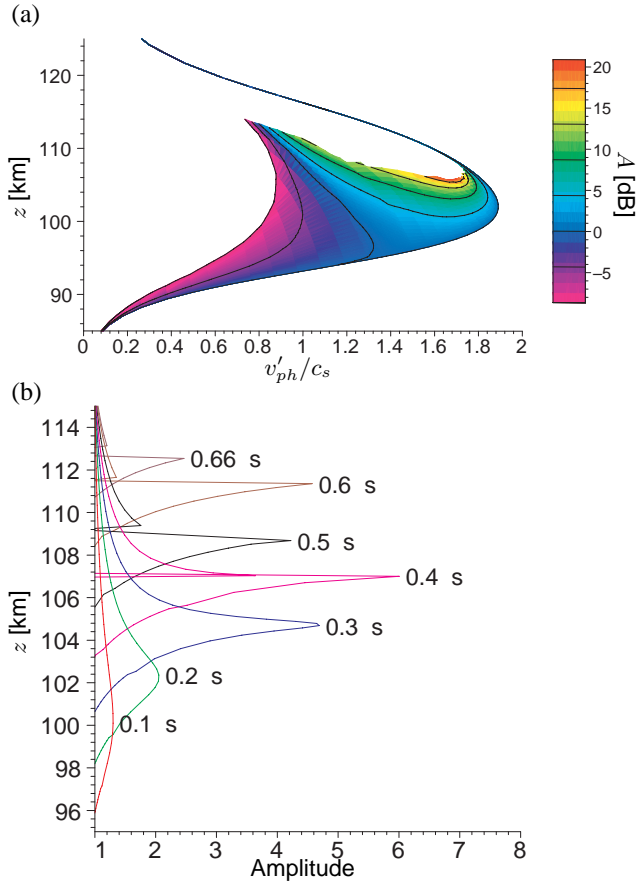 (a)
z [km]
120
110
100
90
0
0.2
0.4
0.6
0.8
1
1.2
1.4
1.6
1.8
2
v′ph/cs
20
15
10
5
0
−5
A [dB]
(b)
z [km]
114
112
110
108
106
104
102
100
98
96
0.66 s
0.6 s
0.5 s
0.4 s
0.3 s
0.2 s
0.1 s
1
2
3
4
5
6
7
8
Amplitude